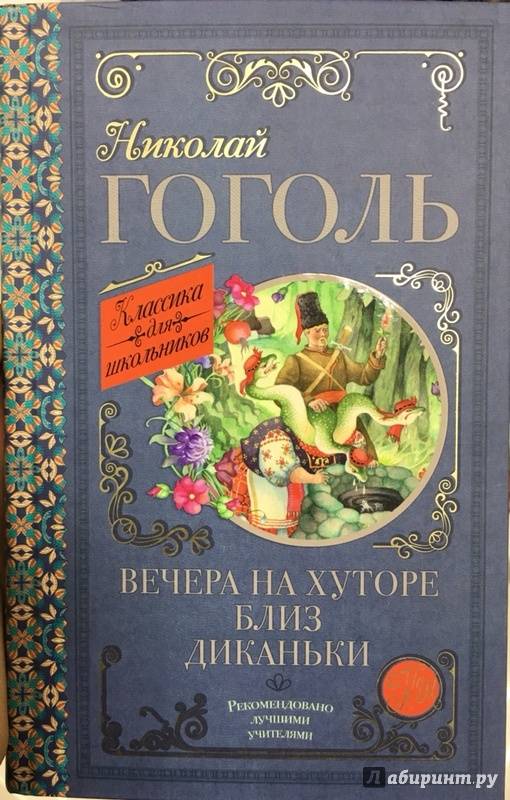 Николай
ГОГОЛЬ
Классика
для
школьников
ВЕЧЕРА НА ХУТОРЕ
БЛИЗ
ДИКАНЬКИ
Рекомендовано
лучшими
учителями
Лабиринт.ру